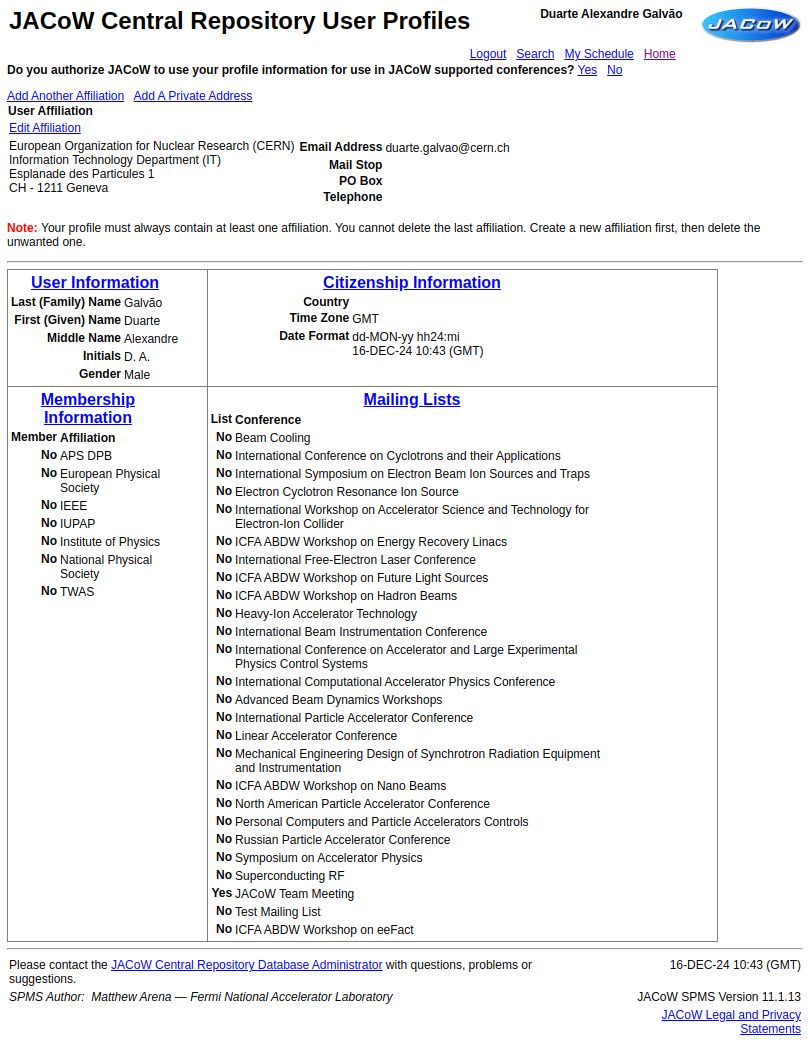 JACoW Central Repository User Profiles
Duarte Alexandre Galvão
JACoW
Logout Search My Schedule Home
Do you authorize JACoW to use your profile information for use in JACoW supported conferences? Yes No
Add Another Affiliation Add A Private Address
User Affiliation
Edit Affiliation
European Organization for Nuclear Research (CERN)
Information Technology Department (IT)
Esplanade des Particules 1
CH - 1211 Geneva
Email Address duarte.galvao@cern.ch
Mail Stop
PO Box
Telephone
Note: Your profile must always contain at least one affiliation. You cannot delete the last affiliation. Create a new affiliation first, then delete the
unwanted one.
User Information
Last (Family) Name Galvão
First (Given) Name Duarte
Middle Name Alexandre
Initials D. A.
Gender Male
Citizenship Information
Country
Time Zone GMT
Date Format dd-MON-yy hh24:mi
16-DEC-24 10:43 (GMT)
Membership
Information
Member Affiliation
No APS DPB
No European Physical
Society
No IEEE
No IUPAP
No Institute of Physics
No National Physical
Society
No TWAS
Mailing Lists
List Conference
No Beam Cooling
No International Conference on Cyclotrons and their Applications
No International Symposium on Electron Beam Ion Sources and Traps
No Electron Cyclotron Resonance Ion Source
No International Workshop on Accelerator Science and Technology for
Electron-Ion Collider
No ICFA ABDW Workshop on Energy Recovery Linacs
No International Free-Electron Laser Conference
No ICFA ABDW Workshop on Future Light Sources
No ICFA ABDW Workshop on Hadron Beams
No Heavy-Ion Accelerator Technology
No International Beam Instrumentation Conference
No International Conference on Accelerator and Large Experimental
Physics Control Systems
No International Computational Accelerator Physics Conference
No Advanced Beam Dynamics Workshops
No International Particle Accelerator Conference
No Linear Accelerator Conference
No Mechanical Engineering Design of Synchrotron Radiation Equipment
and Instrumentation
No ICFA ABDW Workshop on Nano Beams
No North American Particle Accelerator Conference
No Personal Computers and Particle Accelerators Controls
No Russian Particle Accelerator Conference
No Symposium on Accelerator Physics
No Superconducting RF
Yes JACoW Team Meeting
No Test Mailing List
No ICFA ABDW Workshop on eeFact
Please contact the JACoW Central Repository Database Administrator with questions, problems or
suggestions.
16-DEC-24 10:43 (GMT)
SPMS Author: Matthew Arena — Fermi National Accelerator Laboratory
JACoW SPMS Version 11.1.13
JACoW Legal and Privacy
Statements